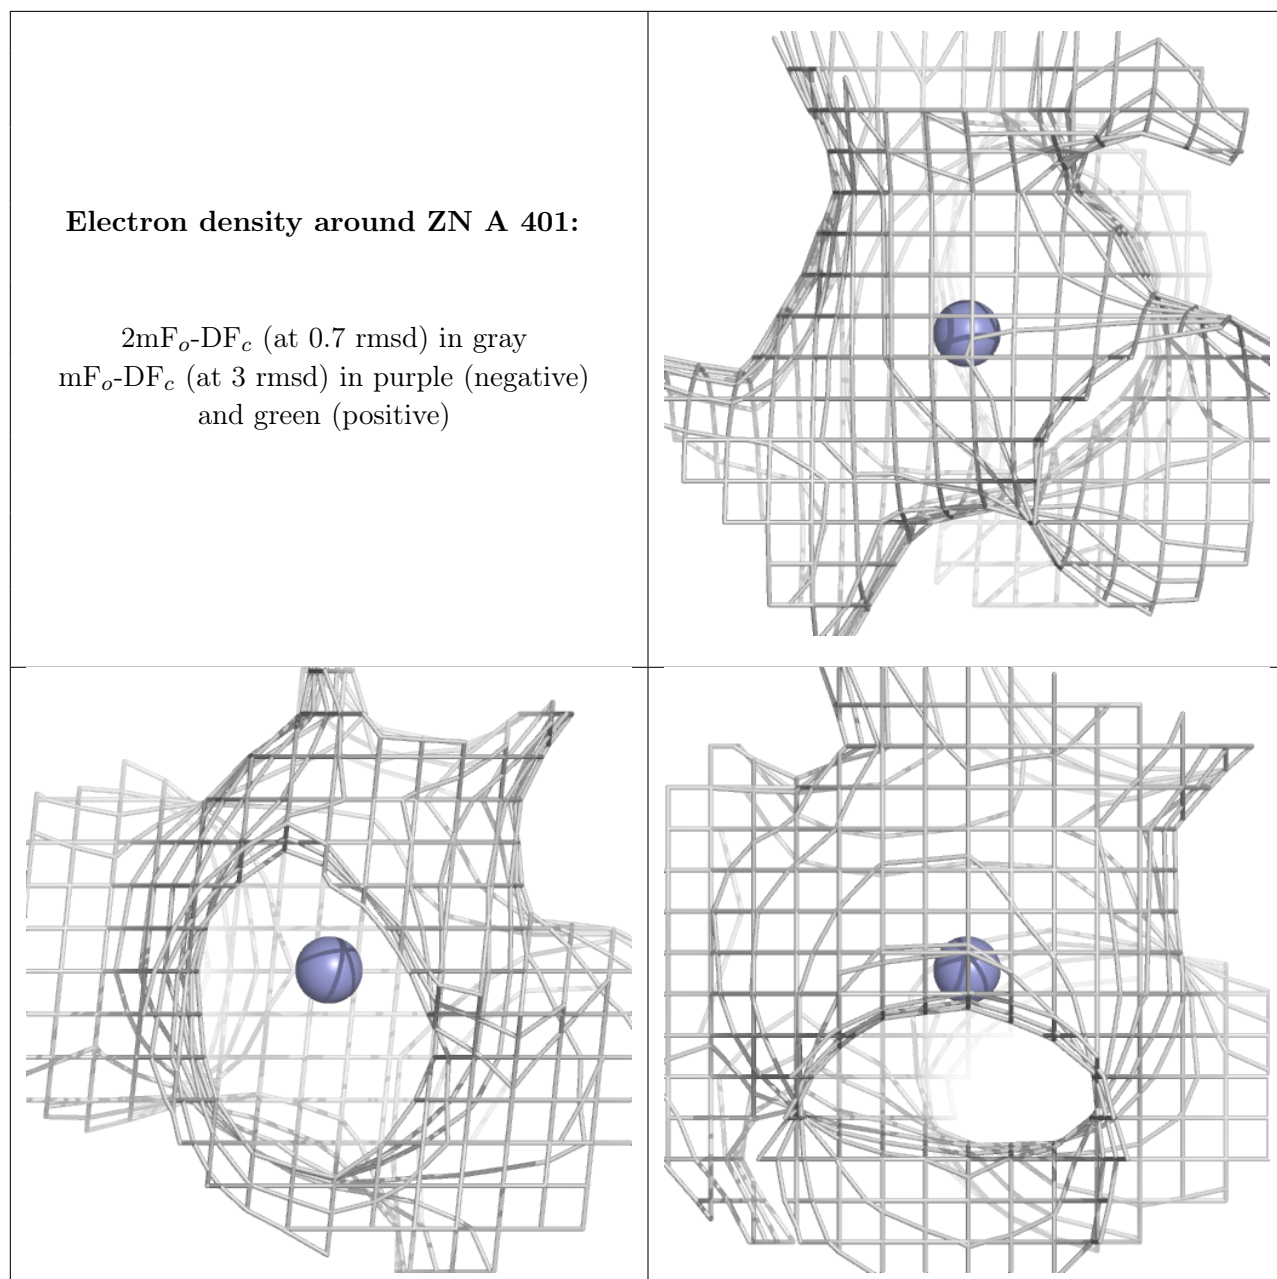 Electron density around ZN A 401:
2mFo-DFc (at 0.7 rmsd) in gray
mFo-DFc (at 3 rmsd) in purple (negative)
and green (positive)